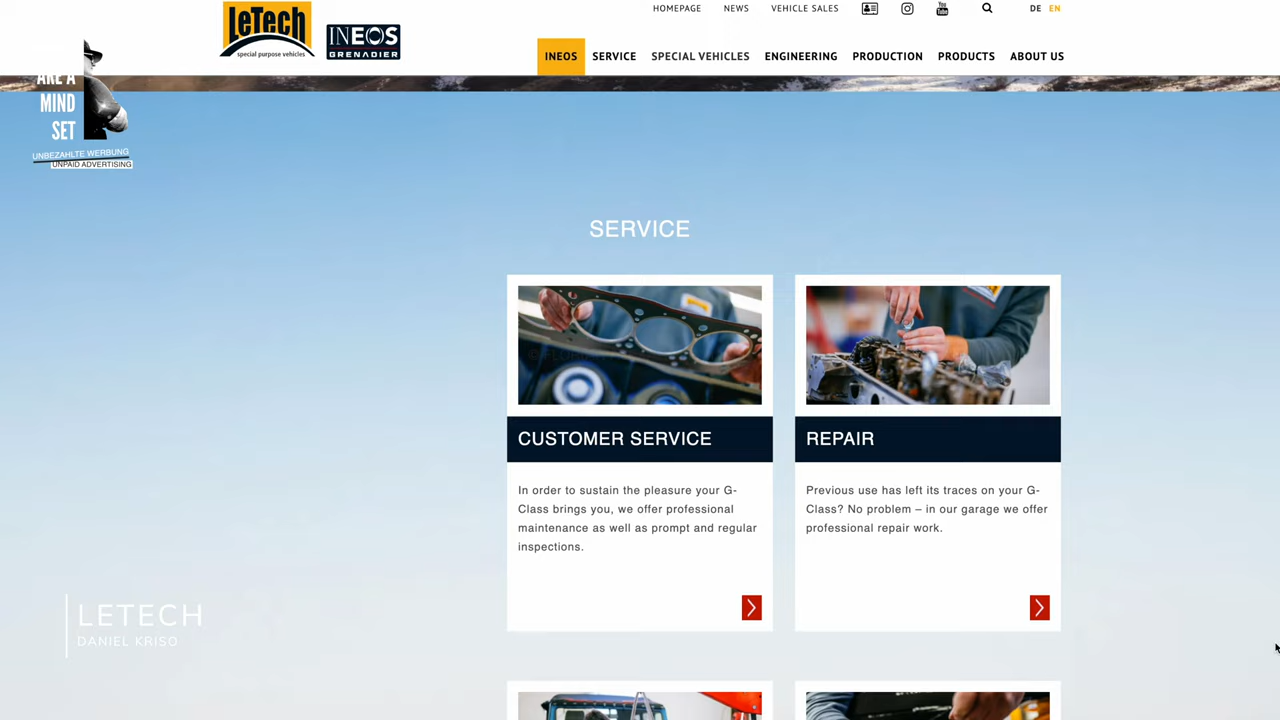 LeTech
special purpose vehicles
INEOS
GRENADIER
HOMEPAGE NEWS VEHICLE SALES You Tube DE EN
INEOS SERVICE SPECIAL VEHICLES ENGINEERING PRODUCTION PRODUCTS ABOUT US
ARE A
MIND
SET
UNBEZAHLTE WERBUNG
UNPAID ADVERTISING
SERVICE
CUSTOMER SERVICE
In order to sustain the pleasure your G-
Class brings you, we offer professional
maintenance as well as prompt and regular
inspections.
REPAIR
Previous use has left its traces on your G-
Class? No problem – in our garage we offer
professional repair work.
LETECH
DANIEL KRISO